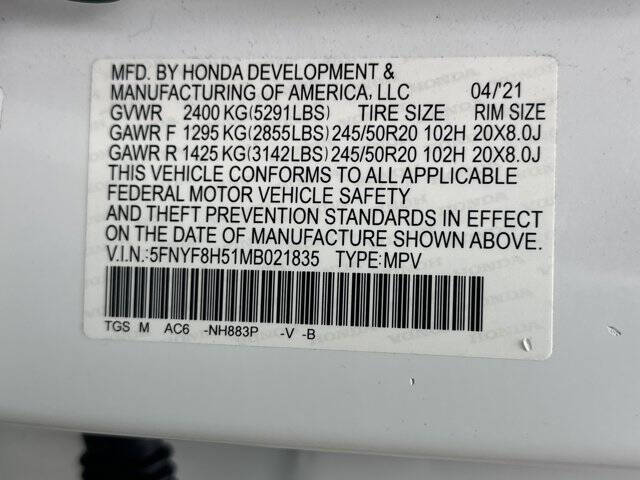 MFD. BY HONDA DEVELOPMENT &
MANUFACTURING OF AMERICA, LLC 04/'21
GVWR 2400 KG(5291LBS) TIRE SIZE RIM SIZE
GAWR F 1295 KG(2855LBS) 245/50R20 102H 20X8.0J
GAWR R 1425 KG(3142LBS) 245/50R20 102H 20X8.0J
THIS VEHICLE CONFORMS TO ALL APPLICABLE
FEDERAL MOTOR VEHICLE SAFETY
AND THEFT PREVENTION STANDARDS IN EFFECT
ON THE DATE OF MANUFACTURE SHOWN ABOVE.
V.I.N.:5FNYF8H51MB021835 TYPE:MPV
TGS M AC6 -NH883P -V -B